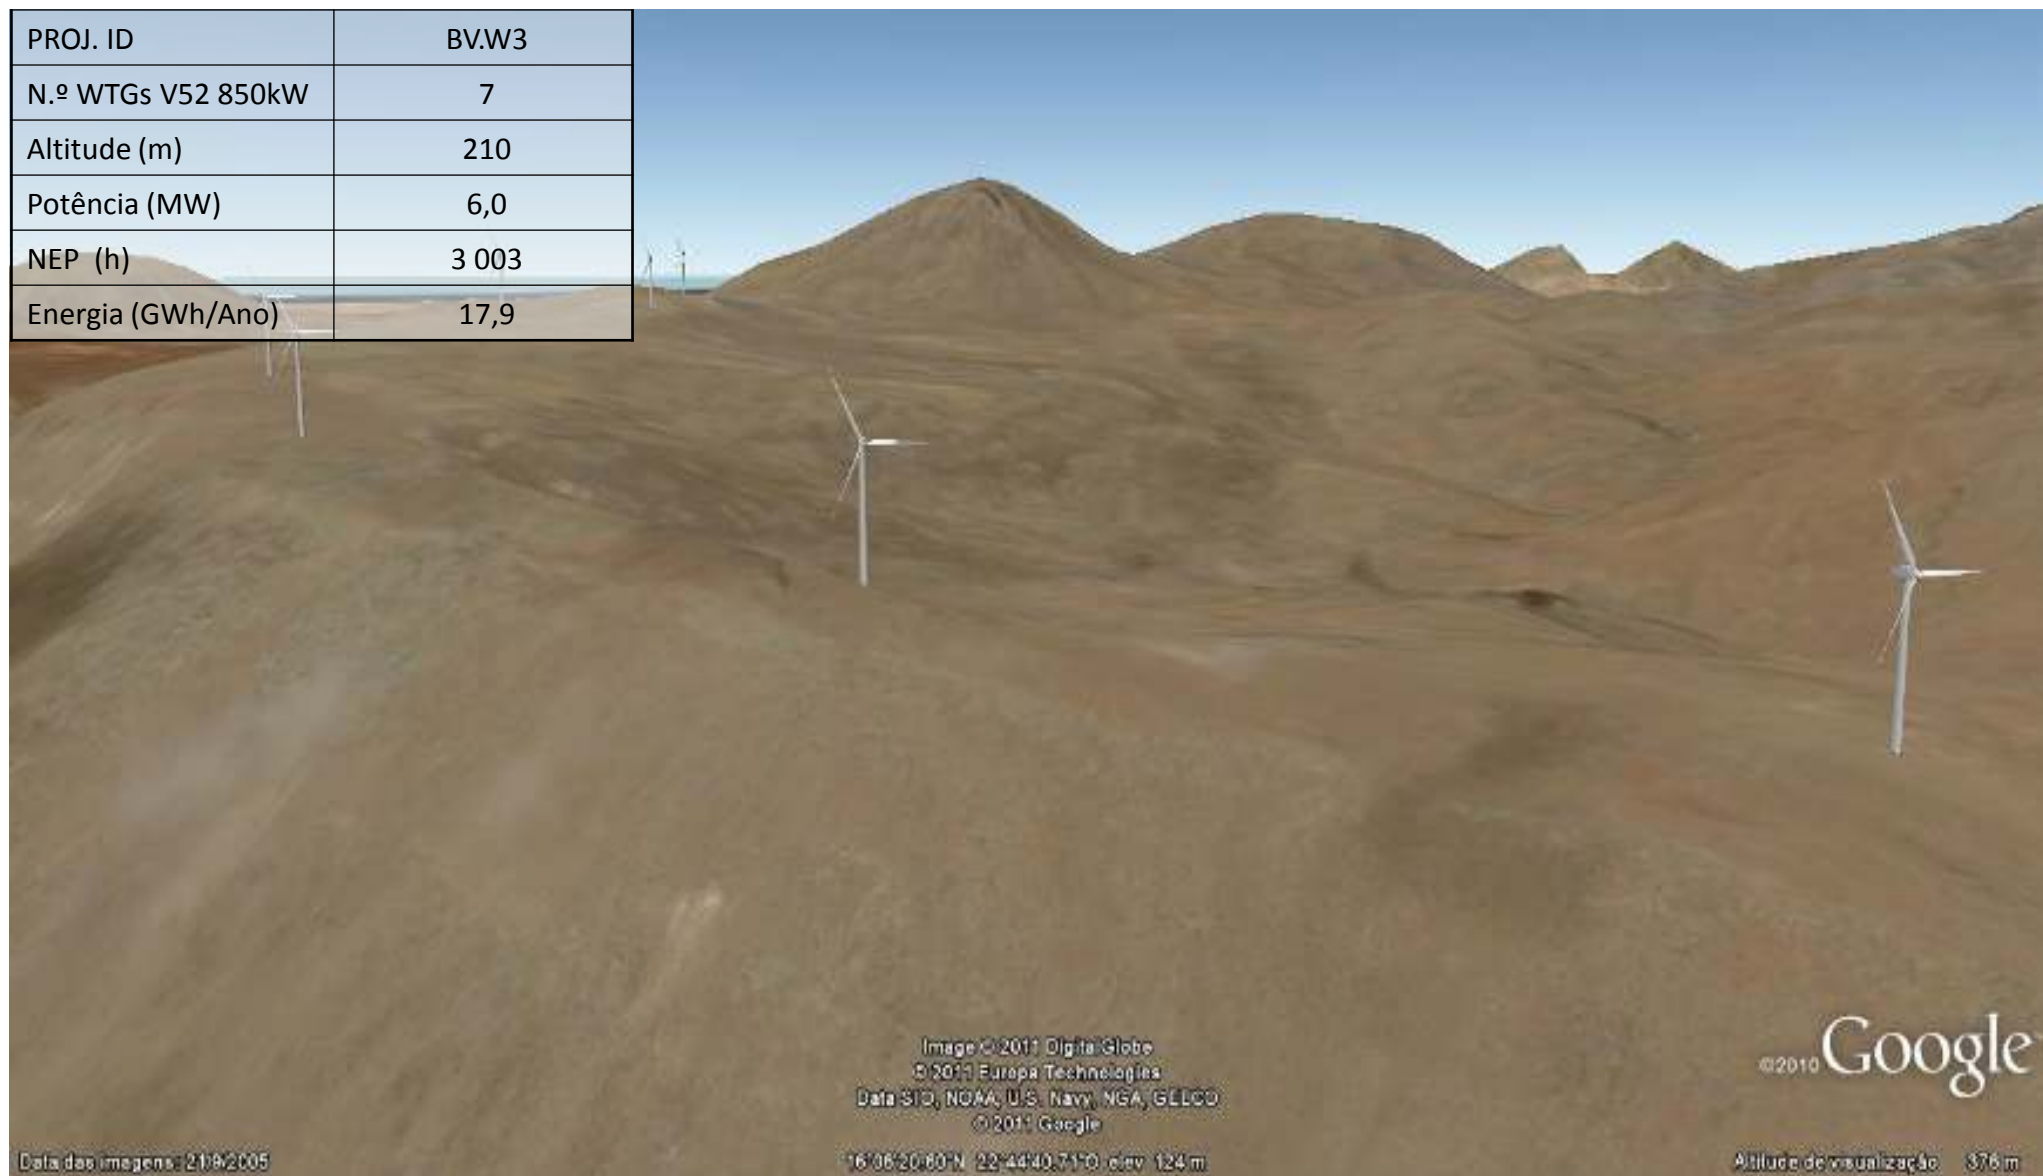 PROJ. ID BV.W3
N.º WTGs V52 850kW 7
Altitude (m) 210
Potência (MW) 6,0
NEP (h) 3 003
Energia (GWh/Ano) 17,9
Image © 2011 DigitalGlobe
© 2011 Europa Technologies
Data SIO, NOAA, U.S. Navy, NGA, GEBCO
© 2011 Google
©2010 Google
Data das imagens: 21/9/2005
16°06'20.60"N 22°44'40.71"O elev 124 m
Altitude de visualização 376 m